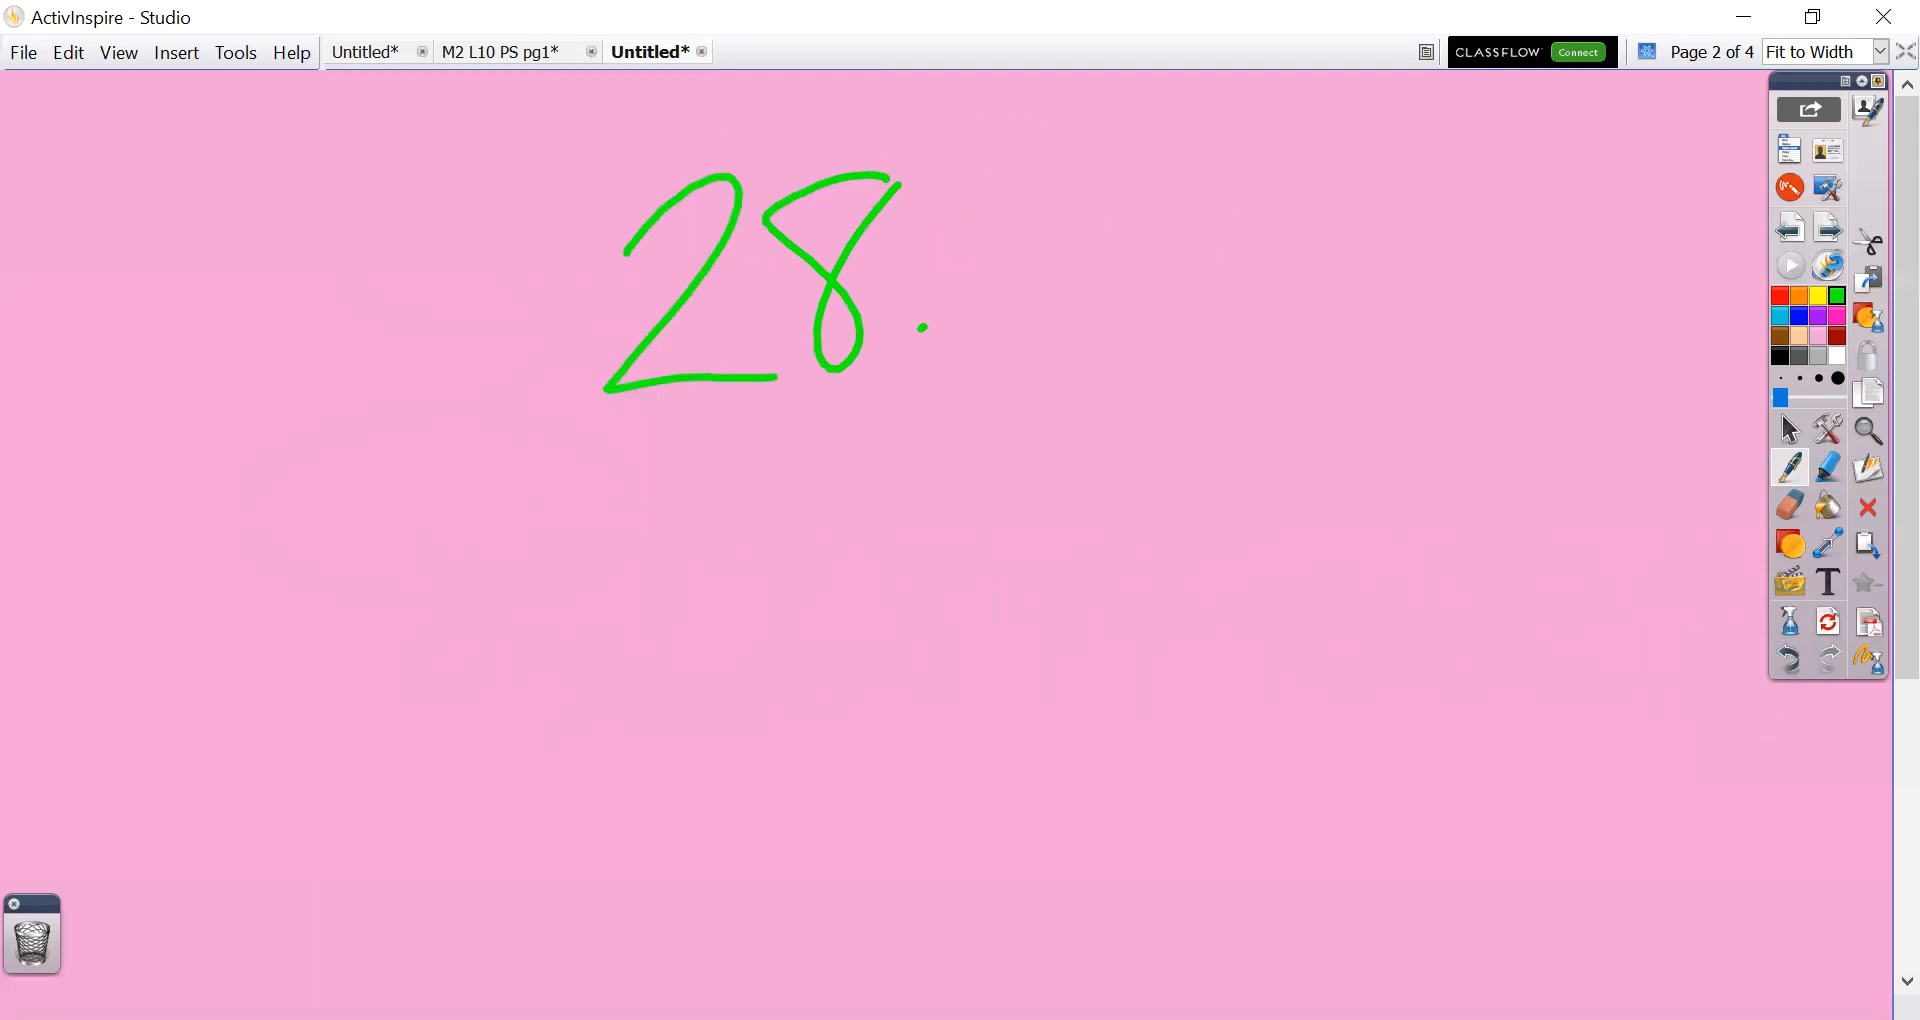 ActivInspire - Studio
File Edit View Insert Tools Help Untitled* M2 L10 PS pg1* Untitled* CLASSFLOW Connect Page 2 of 4 Fit to Width
28.